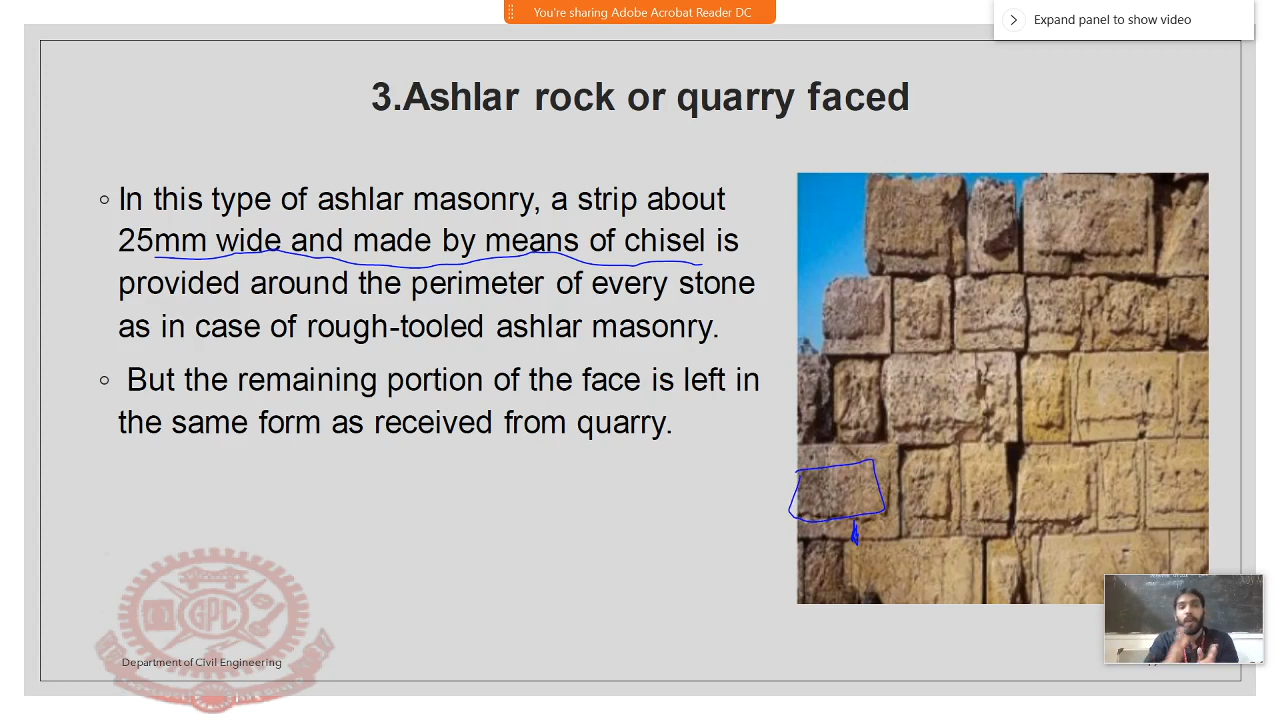 You're sharing Adobe Acrobat Reader DC
Expand panel to show video
3.Ashlar rock or quarry faced
In this type of ashlar masonry, a strip about
25mm wide and made by means of chisel is
provided around the perimeter of every stone
as in case of rough-tooled ashlar masonry.
But the remaining portion of the face is left in
the same form as received from quarry.
GPC
Department of Civil Engineering